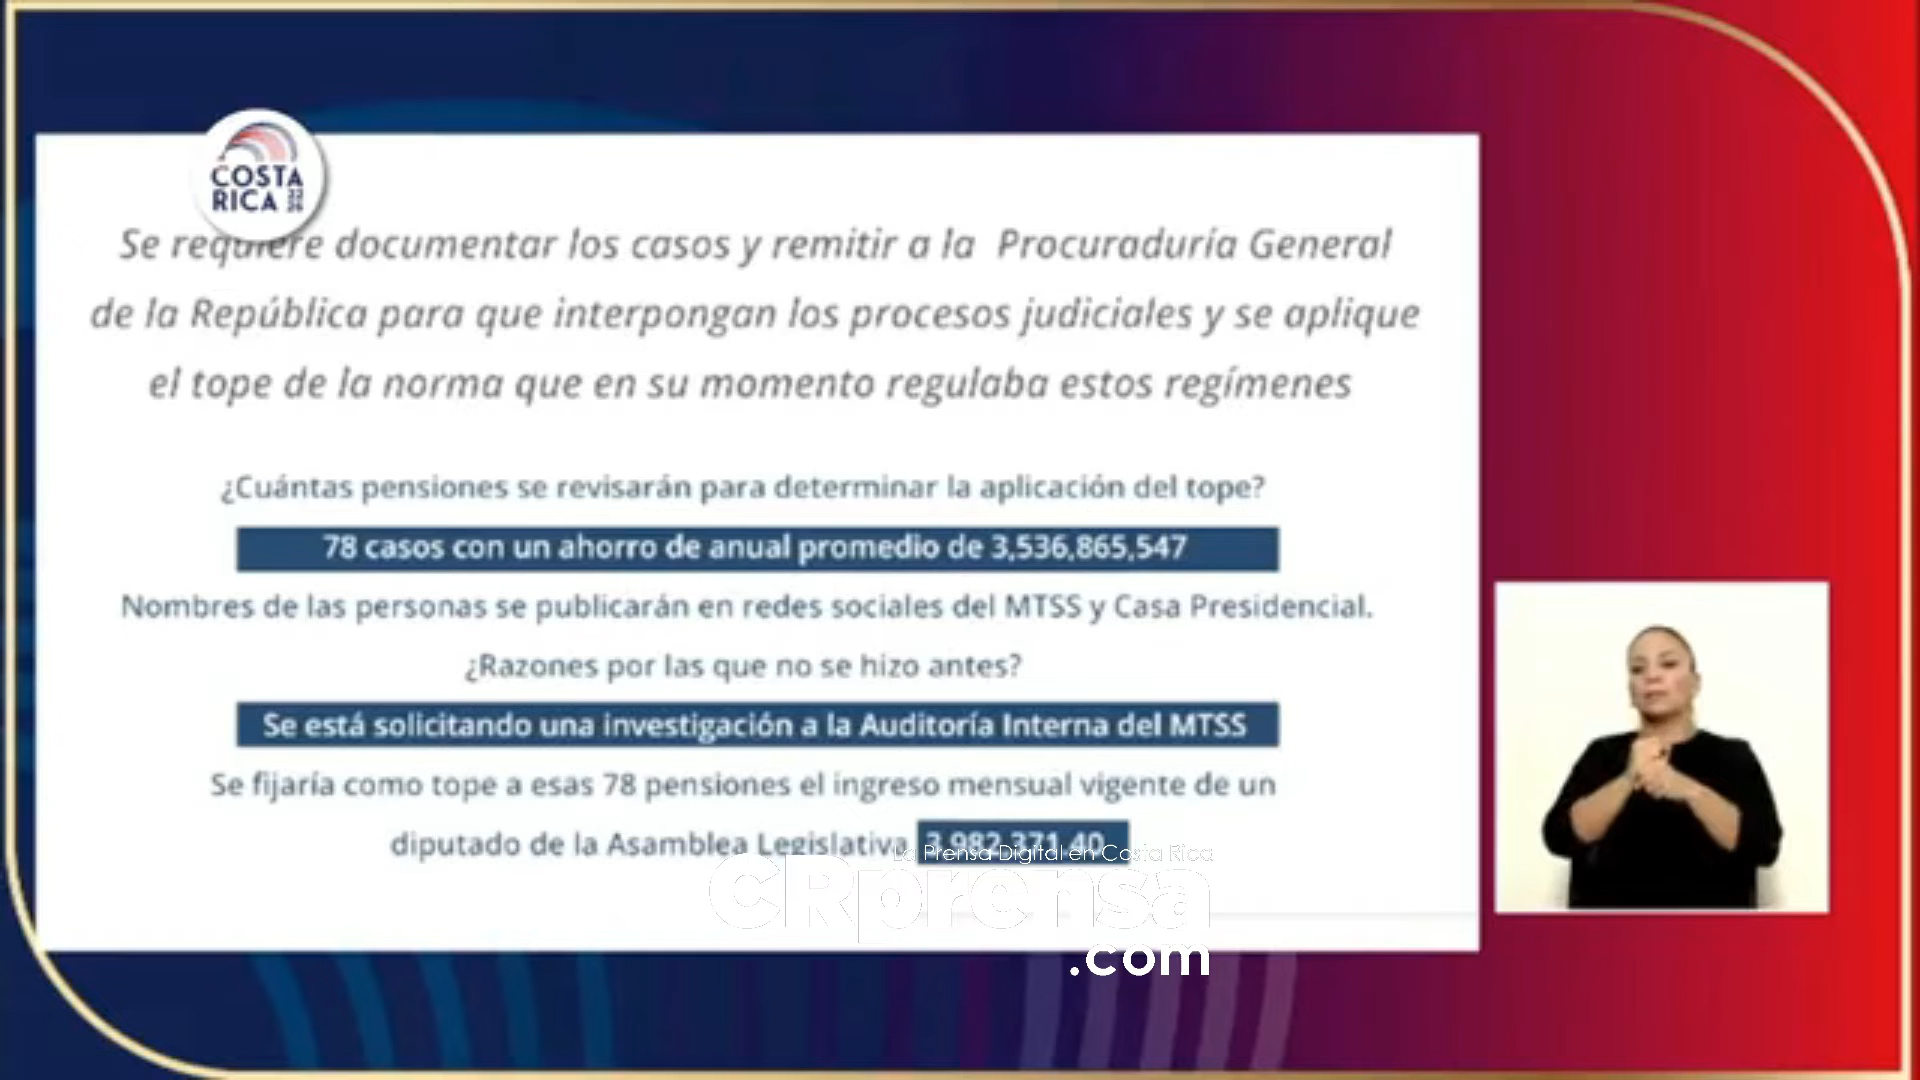 COSTA
RICA
Se requiere documentar los casos y remitir a la Procuraduría General
de la República para que interpongan los procesos judiciales y se aplique
el tope de la norma que en su momento regulaba estos regímenes
¿Cuántas pensiones se revisarán para determinar la aplicación del tope?
78 casos con un ahorro de anual promedio de 3,536,865,547
Nombres de las personas se publicarán en redes sociales del MTSS y Casa Presidencial.
¿Razones por las que no se hizo antes?
Se está solicitando una investigación a la Auditoría Interna del MTSS
Se fijaría como tope a esas 78 pensiones el ingreso mensual vigente de un
diputado de la Asamblea Legislativa 3,982,371.40
La Prensa Digital en Costa Rica
CRprensa
.com